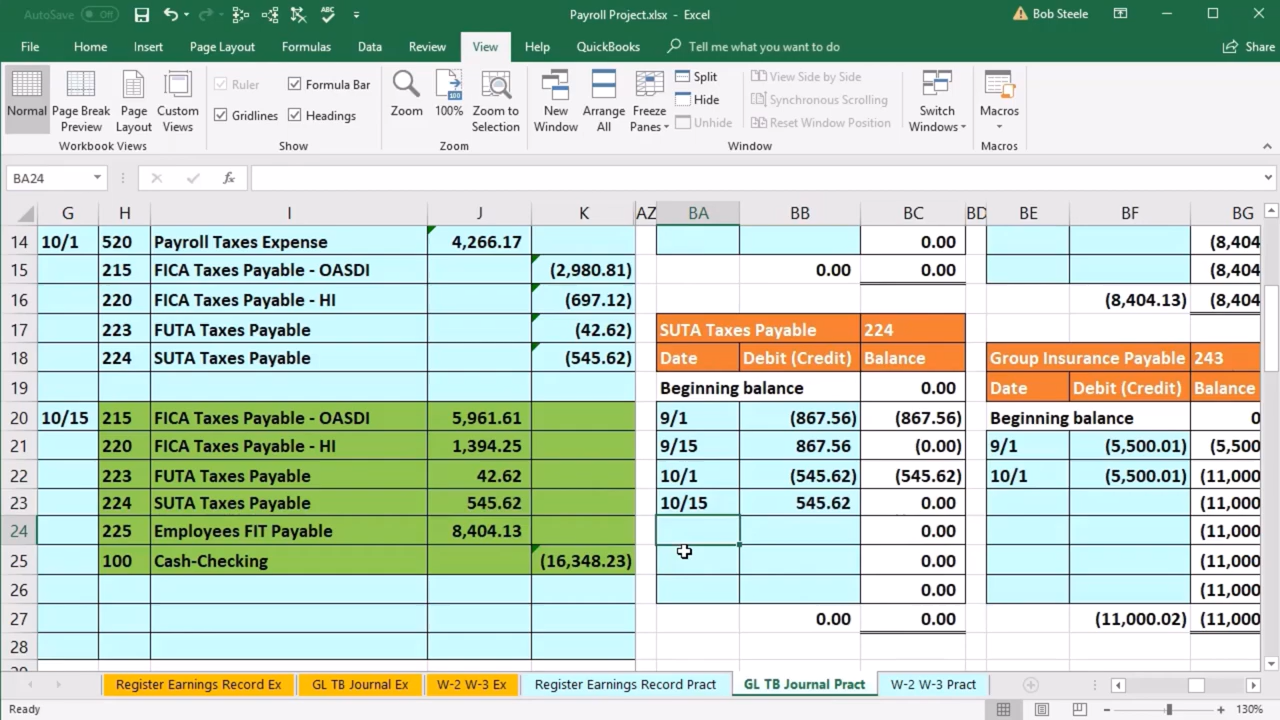 AutoSave Off
Payroll Project.xlsx - Excel
Bob Steele
File Home Insert Page Layout Formulas Data Review View Help QuickBooks Tell me what you want to do Share
Normal Page Break Preview Page Layout Custom Views
Ruler Formula Bar
Gridlines Headings
Zoom 100% Zoom to Selection
New Window Arrange All Freeze Panes
Split
Hide
Unhide
View Side by Side
Synchronous Scrolling
Reset Window Position
Switch Windows Macros
Workbook Views Show Zoom Window Macros
BA24 fx
G H I J K AZ BA BB BC BD BE BF BG
14 10/1 520 Payroll Taxes Expense 4,266.17 0.00 (8,404
15 215 FICA Taxes Payable - OASDI (2,980.81) 0.00 0.00 (8,404
16 220 FICA Taxes Payable - HI (697.12) (8,404.13) (8,404
17 223 FUTA Taxes Payable (42.62) SUTA Taxes Payable 224
18 224 SUTA Taxes Payable (545.62) Date Debit (Credit) Balance Group Insurance Payable 243
19 Beginning balance 0.00 Date Debit (Credit) Balance
20 10/15 215 FICA Taxes Payable - OASDI 5,961.61 9/1 (867.56) (867.56) Beginning balance 0
21 220 FICA Taxes Payable - HI 1,394.25 9/15 867.56 (0.00) 9/1 (5,500.01) (5,500
22 223 FUTA Taxes Payable 42.62 10/1 (545.62) (545.62) 10/1 (5,500.01) (11,000
23 224 SUTA Taxes Payable 545.62 10/15 545.62 0.00 (11,000
24 225 Employees FIT Payable 8,404.13 0.00 (11,000
25 100 Cash-Checking (16,348.23) 0.00 (11,000
26 0.00 (11,000
27 0.00 0.00 (11,000.02) (11,000
28
Register Earnings Record Ex GL TB Journal Ex W-2 W-3 Ex Register Earnings Record Pract GL TB Journal Pract W-2 W-3 Pract
Ready 130%